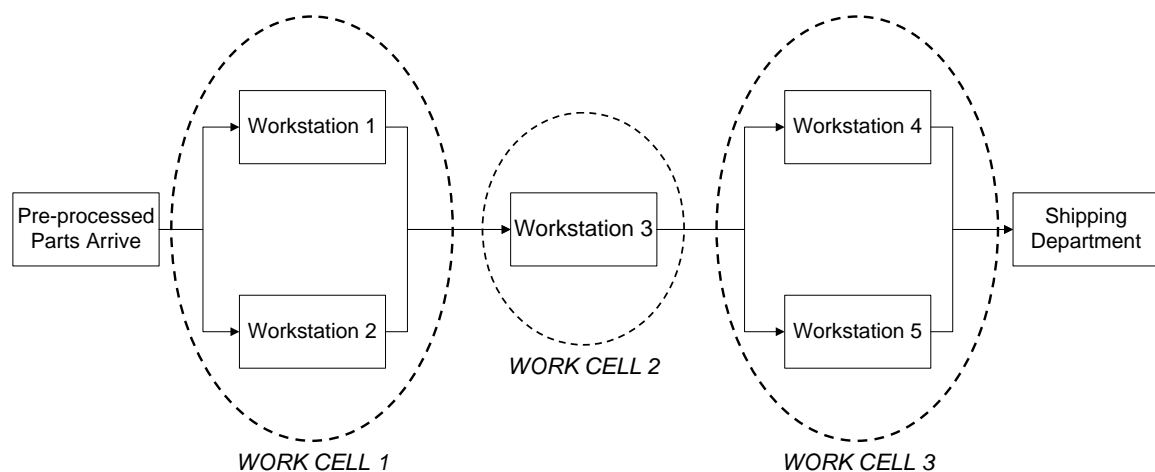 Pre-processed
Parts Arrive
Workstation 1
Workstation 2
WORK CELL 1
Workstation 3
WORK CELL 2
Workstation 4
Workstation 5
WORK CELL 3
Shipping
Department